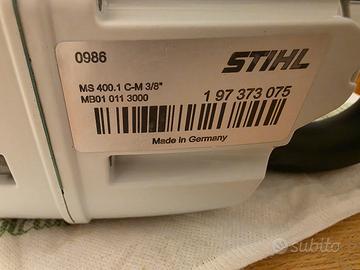 0986
STIHL
MS 400.1 C-M 3/8"
MB01 011 3000
1 97 373 075
Made in Germany
subito